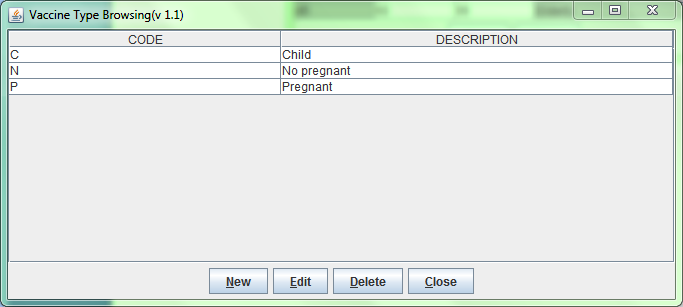 Vaccine Type Browsing(v 1.1)
CODE DESCRIPTION
C Child
N No pregnant
P Pregnant
New Edit Delete Close